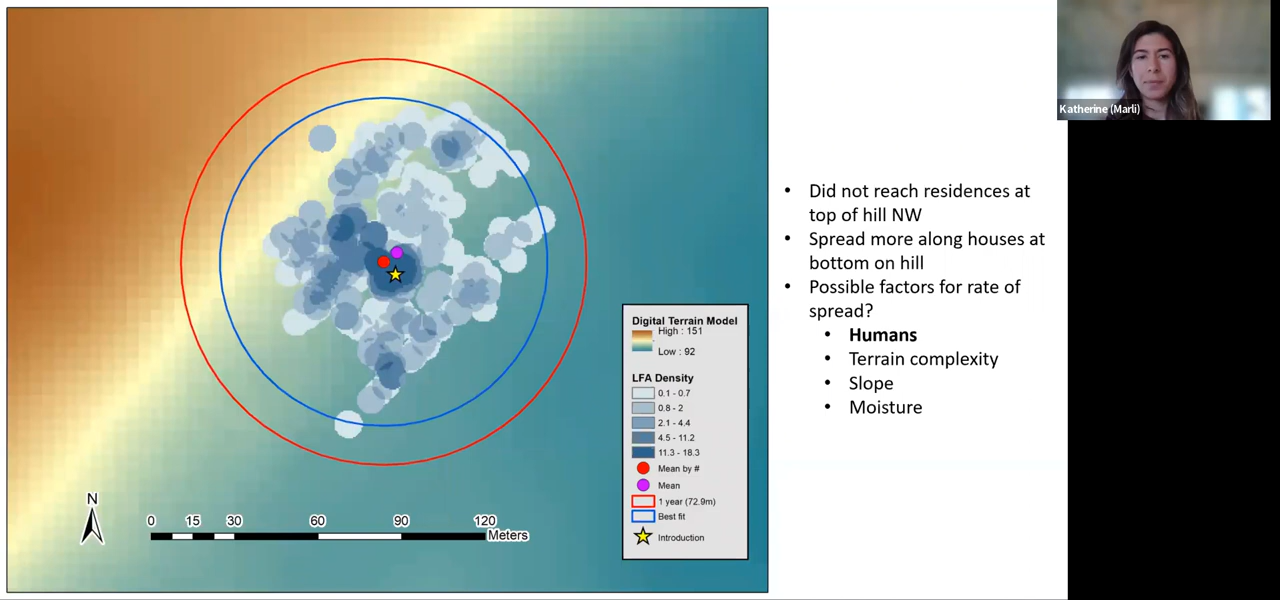 Katherine (Marli)
• Did not reach residences at
top of hill NW
• Spread more along houses at
bottom on hill
• Possible factors for rate of
spread?
• Humans
• Terrain complexity
• Slope
• Moisture
Digital Terrain Model
High : 151
Low : 92
LFA Density
0.1 - 0.7
0.8 - 2
2.1 - 4.4
4.5 - 11.2
11.3 - 18.3
Mean by #
Mean
1 year (72.9m)
Best fit
Introduction
N
0 15 30 60 90 120
Meters